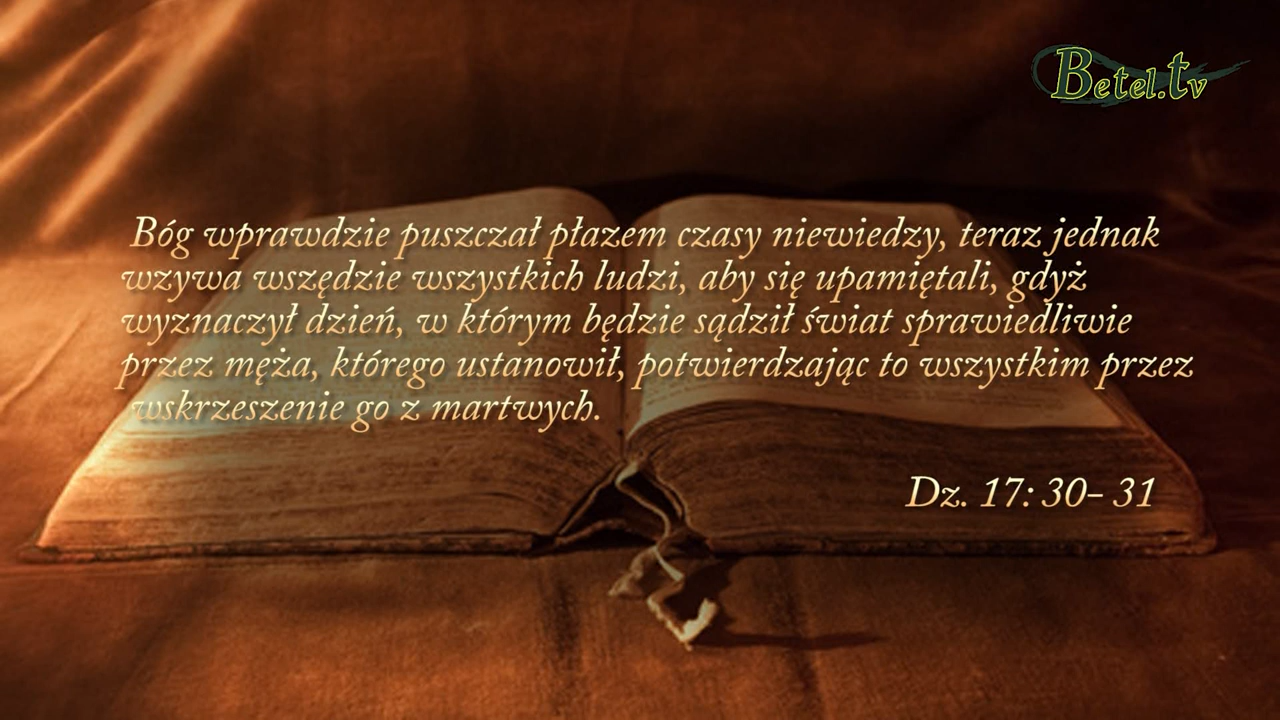 Betel.tv
Bóg wprawdzie puszczał płazem czasy niewiedzy, teraz jednak
wzywa wszędzie wszystkich ludzi, aby się upamiętali, gdyż
wyznaczył dzień, w którym będzie sądził świat sprawiedliwie
przez męża, którego ustanowił, potwierdzając to wszystkim przez
wskrzeszenie go z martwych.
Dz. 17: 30- 31